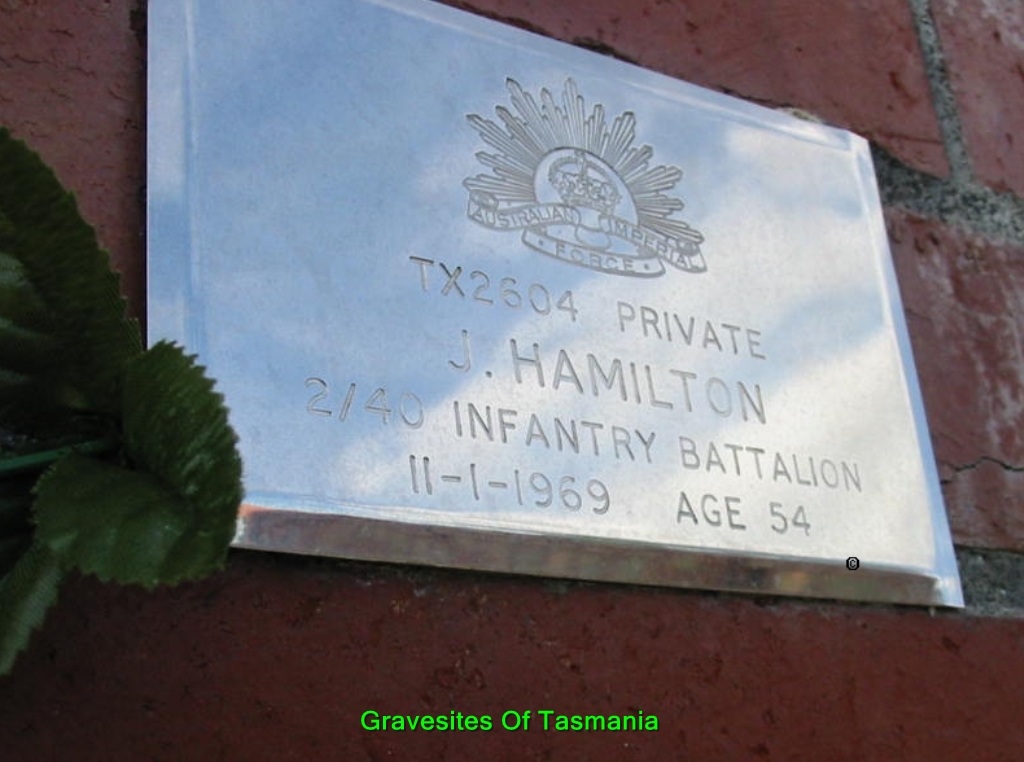 AUSTRALIAN IMPERIAL
FORCE
TX2604 PRIVATE
J. HAMILTON
2/40 INFANTRY BATTALION
11-1-1969 AGE 54
©
Gravesites Of Tasmania